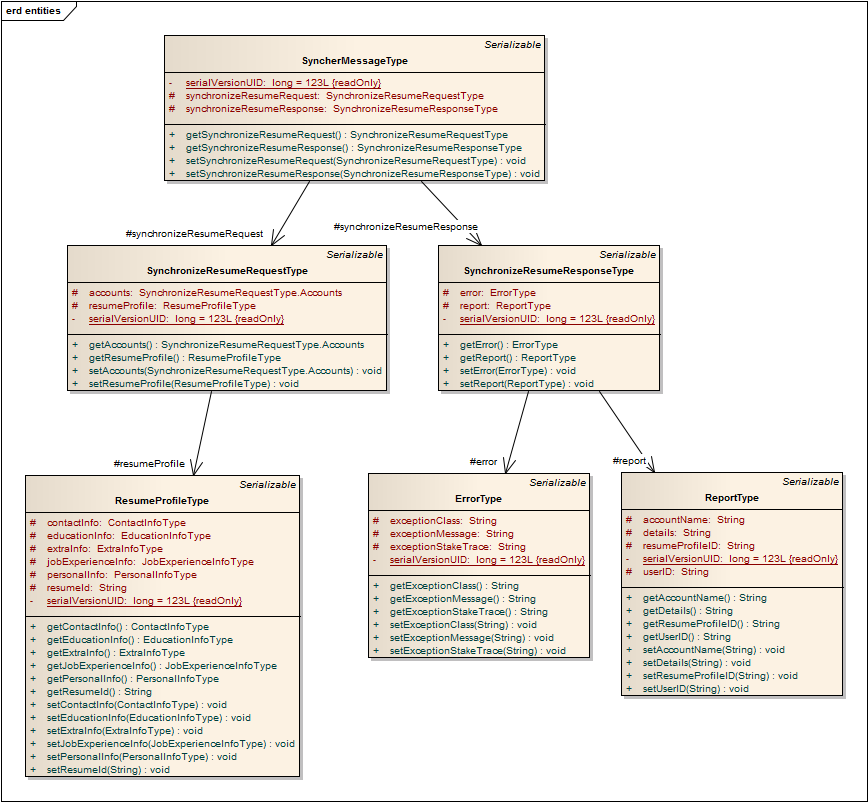 erd entities
Serializable
SyncherMessageType
- serialVersionUID: long = 123L {readOnly}
# synchronizeResumeRequest: SynchronizeResumeRequestType
# synchronizeResumeResponse: SynchronizeResumeResponseType
+ getSynchronizeResumeRequest() : SynchronizeResumeRequestType
+ getSynchronizeResumeResponse() : SynchronizeResumeResponseType
+ setSynchronizeResumeRequest(SynchronizeResumeRequestType) : void
+ setSynchronizeResumeResponse(SynchronizeResumeResponseType) : void
#synchronizeResumeRequest
#synchronizeResumeResponse
Serializable
SynchronizeResumeRequestType
# accounts: SynchronizeResumeRequestType.Accounts
# resumeProfile: ResumeProfileType
- serialVersionUID: long = 123L {readOnly}
+ getAccounts() : SynchronizeResumeRequestType.Accounts
+ getResumeProfile() : ResumeProfileType
+ setAccounts(SynchronizeResumeRequestType.Accounts) : void
+ setResumeProfile(ResumeProfileType) : void
Serializable
SynchronizeResumeResponseType
# error: ErrorType
# report: ReportType
- serialVersionUID: long = 123L {readOnly}
+ getError() : ErrorType
+ getReport() : ReportType
+ setError(ErrorType) : void
+ setReport(ReportType) : void
#resumeProfile
#error
#report
Serializable
ResumeProfileType
# contactInfo: ContactInfoType
# educationInfo: EducationInfoType
# extraInfo: ExtraInfoType
# jobExperienceInfo: JobExperienceInfoType
# personalInfo: PersonalInfoType
# resumeId: String
- serialVersionUID: long = 123L {readOnly}
+ getContactInfo() : ContactInfoType
+ getEducationInfo() : EducationInfoType
+ getExtraInfo() : ExtraInfoType
+ getJobExperienceInfo() : JobExperienceInfoType
+ getPersonalInfo() : PersonalInfoType
+ getResumeId() : String
+ setContactInfo(ContactInfoType) : void
+ setEducationInfo(EducationInfoType) : void
+ setExtraInfo(ExtraInfoType) : void
+ setJobExperienceInfo(JobExperienceInfoType) : void
+ setPersonalInfo(PersonalInfoType) : void
+ setResumeId(String) : void
Serializable
ErrorType
# exceptionClass: String
# exceptionMessage: String
# exceptionStakeTrace: String
- serialVersionUID: long = 123L {readOnly}
+ getExceptionClass() : String
+ getExceptionMessage() : String
+ getExceptionStakeTrace() : String
+ setExceptionClass(String) : void
+ setExceptionMessage(String) : void
+ setExceptionStakeTrace(String) : void
Serializable
ReportType
# accountName: String
# details: String
# resumeProfileID: String
- serialVersionUID: long = 123L {readOnly}
# userID: String
+ getAccountName() : String
+ getDetails() : String
+ getResumeProfileID() : String
+ getUserID() : String
+ setAccountName(String) : void
+ setDetails(String) : void
+ setResumeProfileID(String) : void
+ setUserID(String) : void